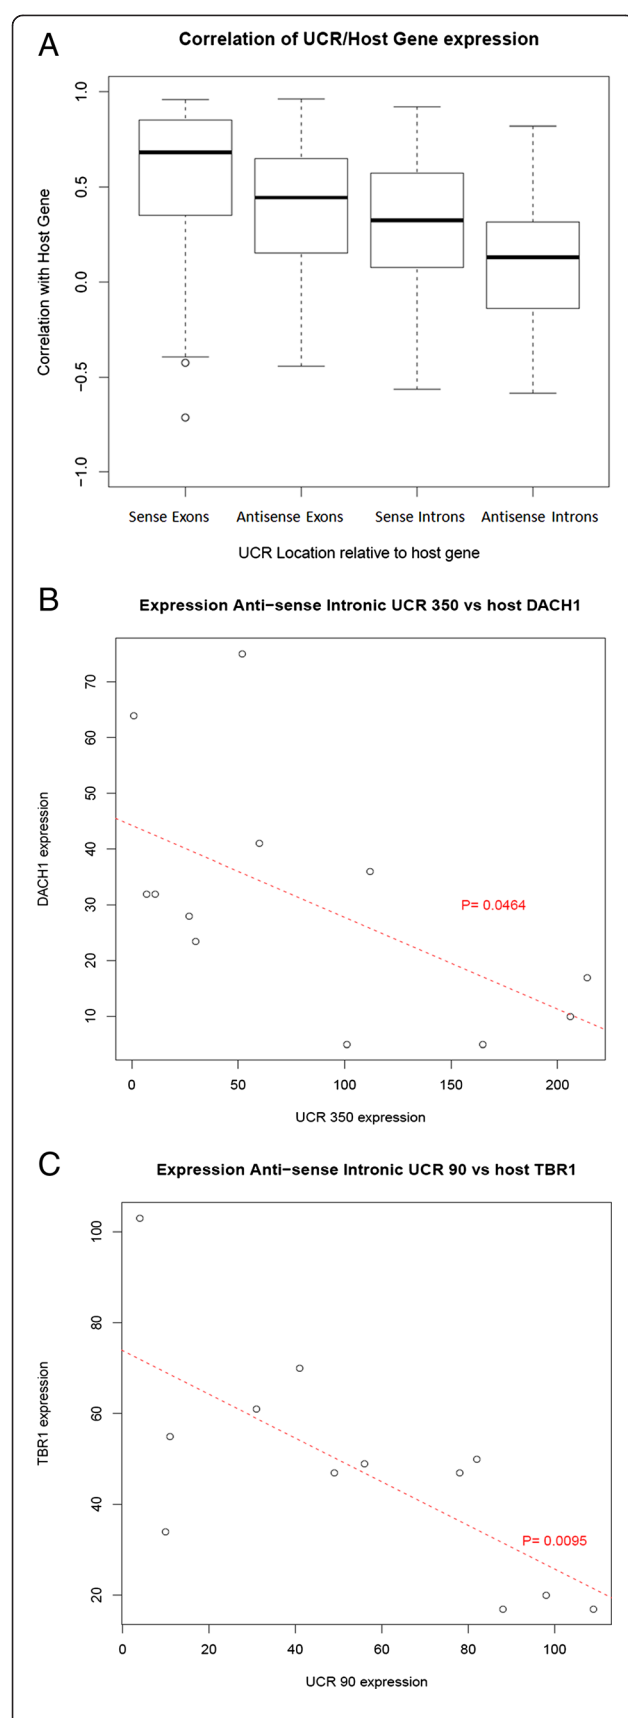 A
Correlation of UCR/Host Gene expression
Correlation with Host Gene
1.0
0.5
0.0
−0.5
−1.0
Sense Exons Antisense Exons Sense Introns Antisense Introns
UCR Location relative to host gene
B
Expression Anti−sense Intronic UCR 350 vs host DACH1
DACH1 expression
70
60
50
40
30
20
10
P= 0.0464
0 50 100 150 200
UCR 350 expression
C
Expression Anti−sense Intronic UCR 90 vs host TBR1
TBR1 expression
100
80
60
40
20
P= 0.0095
0 20 40 60 80 100
UCR 90 expression